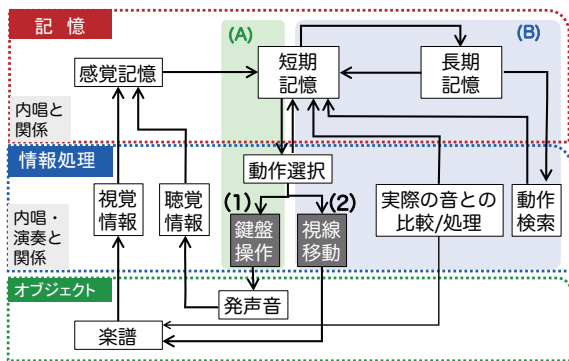 記 憶
(A)
(B)
感覚記憶
短期
記憶
長期
記憶
内唱と
関係
情報処理
動作選択
内唱・
演奏と
関係
視覚
情報
聴覚
情報
(1)
鍵盤
操作
(2)
視線
移動
実際の音との
比較/処理
動作
検索
オブジェクト
発声音
楽譜